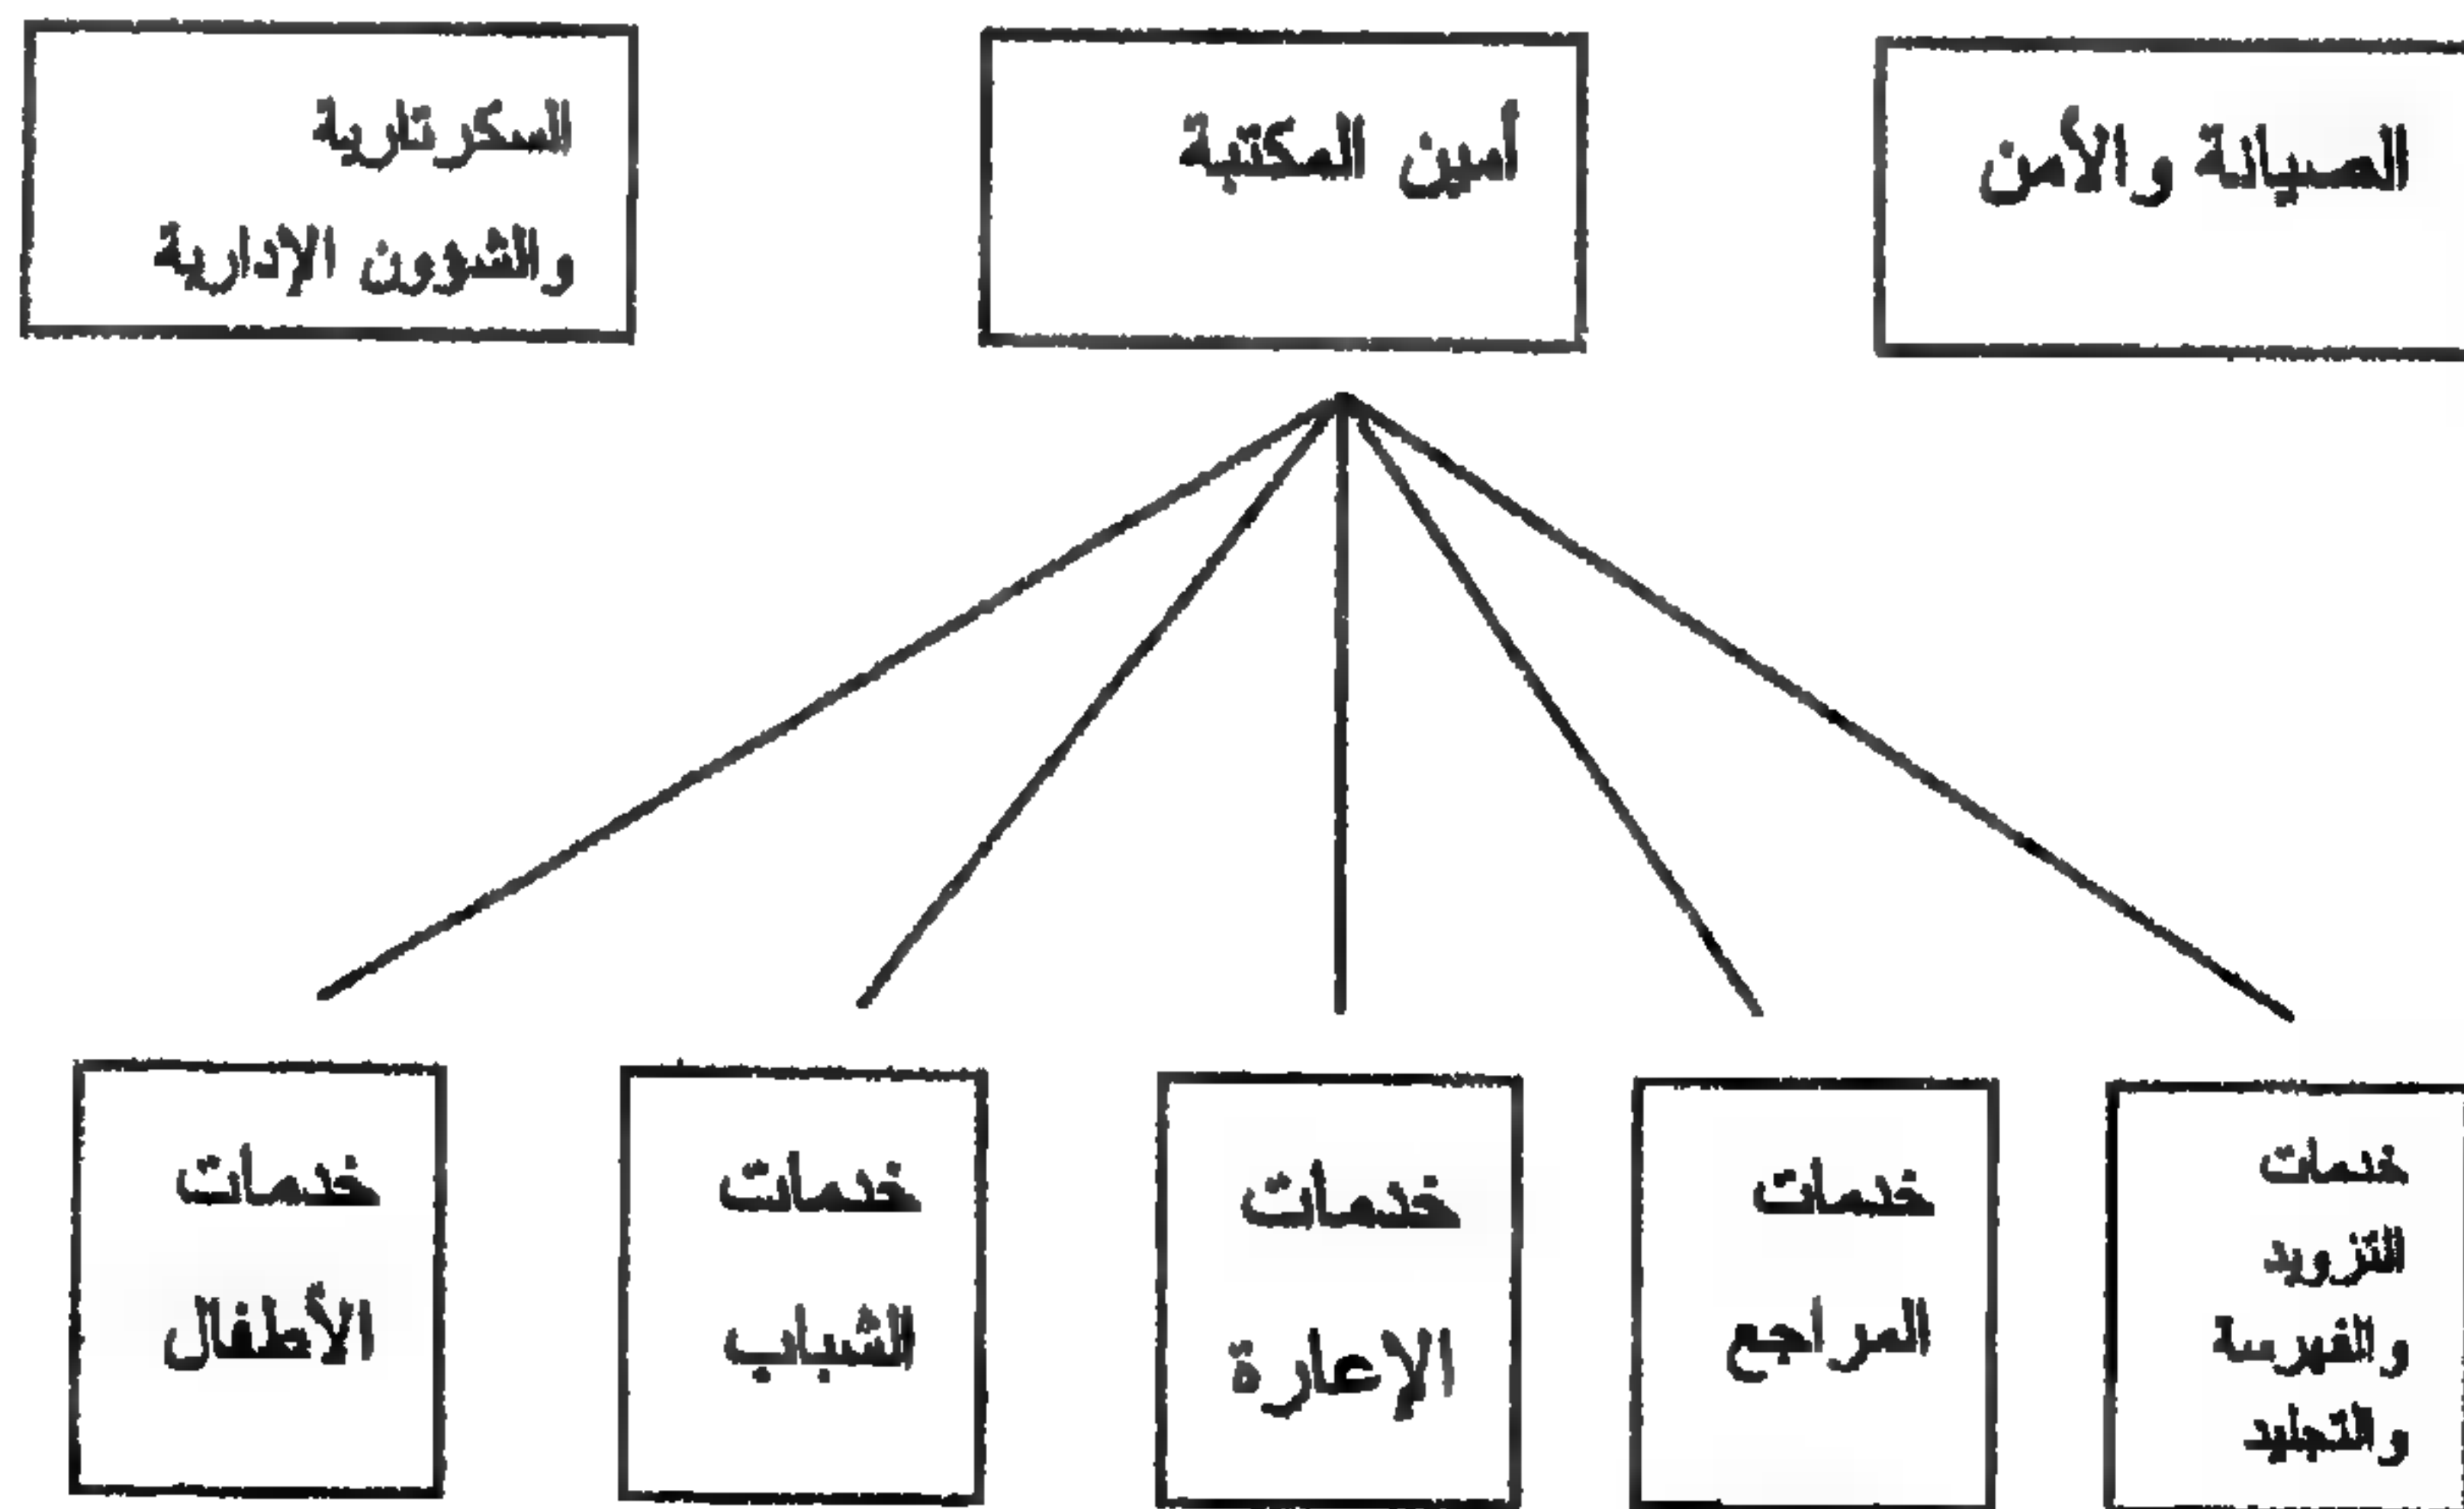 الصيانة والأمن
أمين المكتبة
السكرتارية
والشؤون الإدارية
خدمات
التزويد
والفهرسة
والتجليد
خدمات
المراجع
خدمات
الإعارة
خدمات
الشباب
خدمات
الأطفال